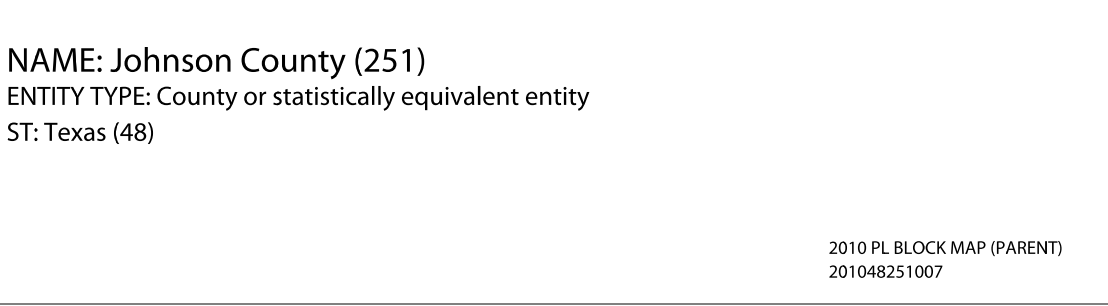 NAME: Johnson County (251)
ENTITY TYPE: County or statistically equivalent entity
ST: Texas (48)
2010 PL BLOCK MAP (PARENT)
201048251007